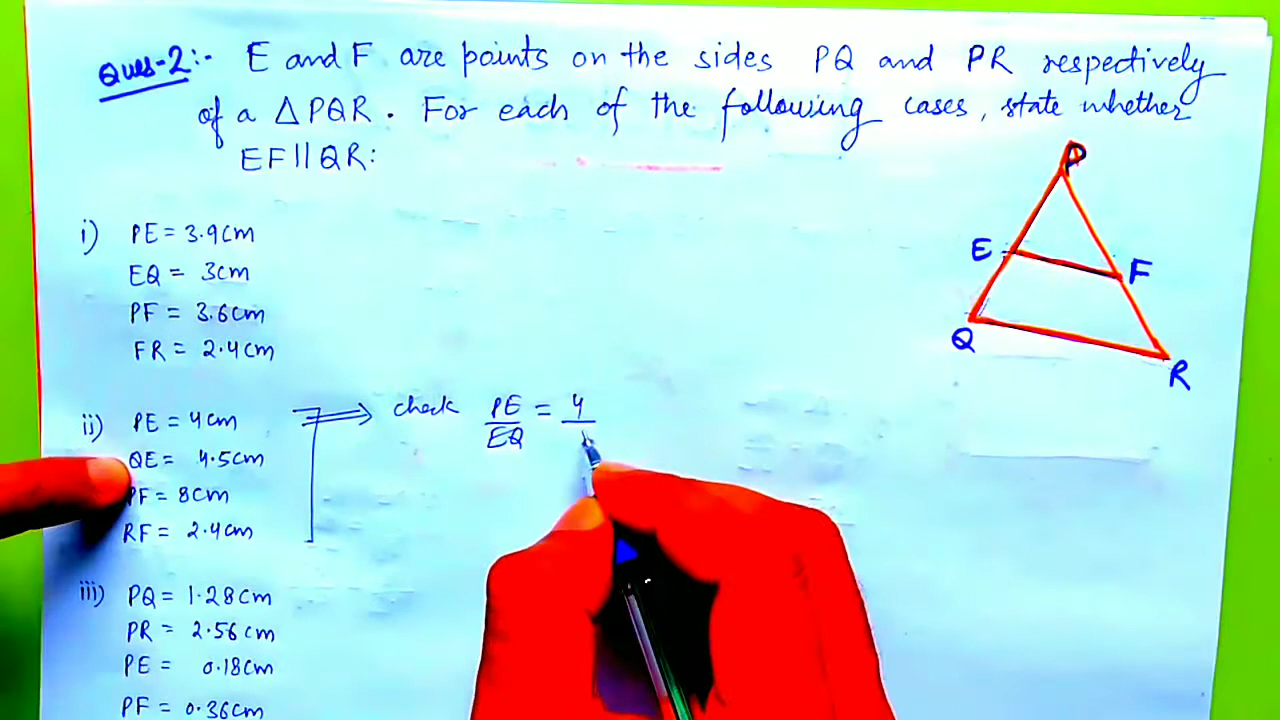 Ques-2:- E and F are points on the sides PQ and PR respectively
of a △PQR. For each of the following cases, state whether
EF||QR:
P
E
F
Q
R
i) PE = 3.9cm
EQ = 3cm
PF = 3.6cm
FR = 2.4cm
ii) PE = 4cm
QE = 4.5cm
PF = 8cm
RF = 2.4cm
check PE/EQ = 4/
iii) PQ = 1.28cm
PR = 2.56cm
PE = 0.18cm
PF = 0.36cm